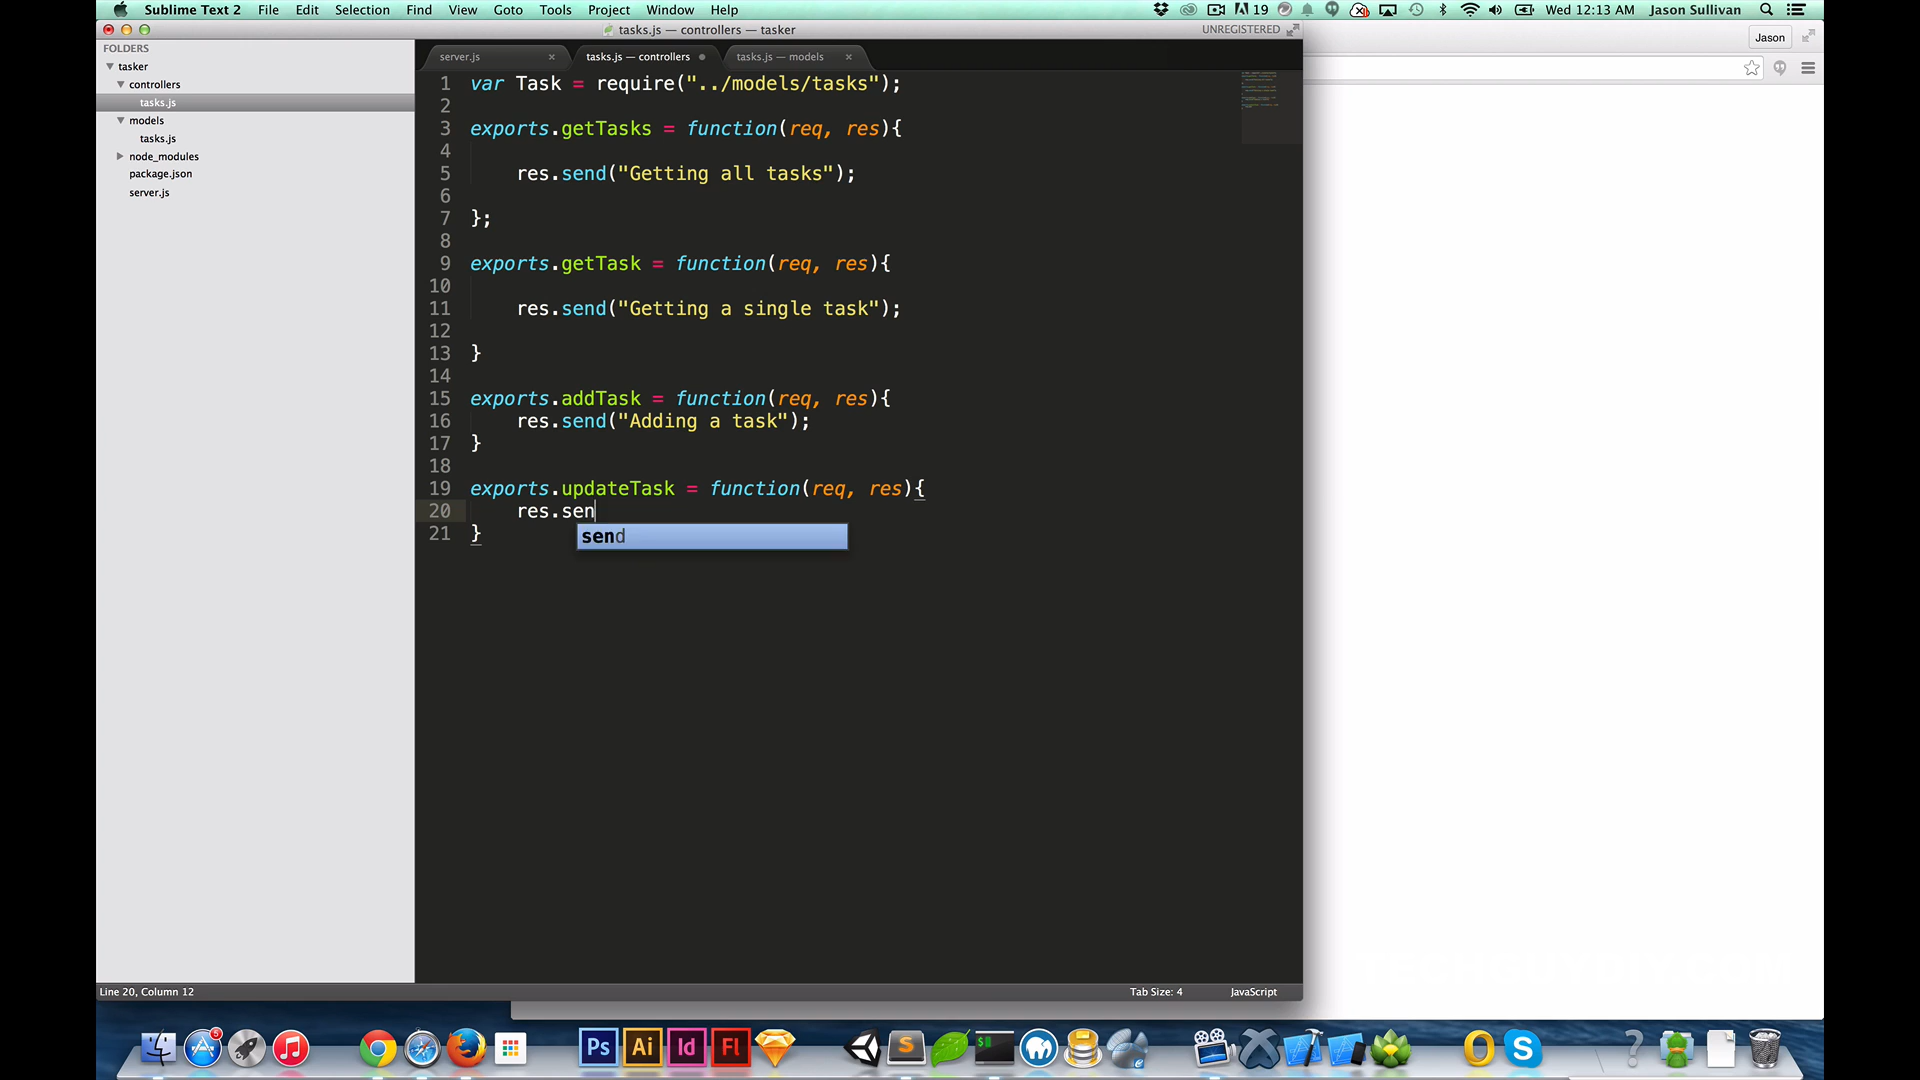 Sublime Text 2 File Edit Selection Find View Goto Tools Project Window Help 19 Wed 12:13 AM Jason Sullivan
tasks.js — controllers — tasker UNREGISTERED
Jason
FOLDERS
tasker
controllers
tasks.js
models
tasks.js
node_modules
package.json
server.js
server.js × tasks.js — controllers tasks.js — models ×
1 var Task = require("../models/tasks");
2
3 exports.getTasks = function(req, res){
4
5 res.send("Getting all tasks");
6
7 };
8
9 exports.getTask = function(req, res){
10
11 res.send("Getting a single task");
12
13 }
14
15 exports.addTask = function(req, res){
16 res.send("Adding a task");
17 }
18
19 exports.updateTask = function(req, res){
20 res.sen
21 }
send
Line 20, Column 12 Tab Size: 4 JavaScript
5
Ps Ai Id Fl S $ O S ?